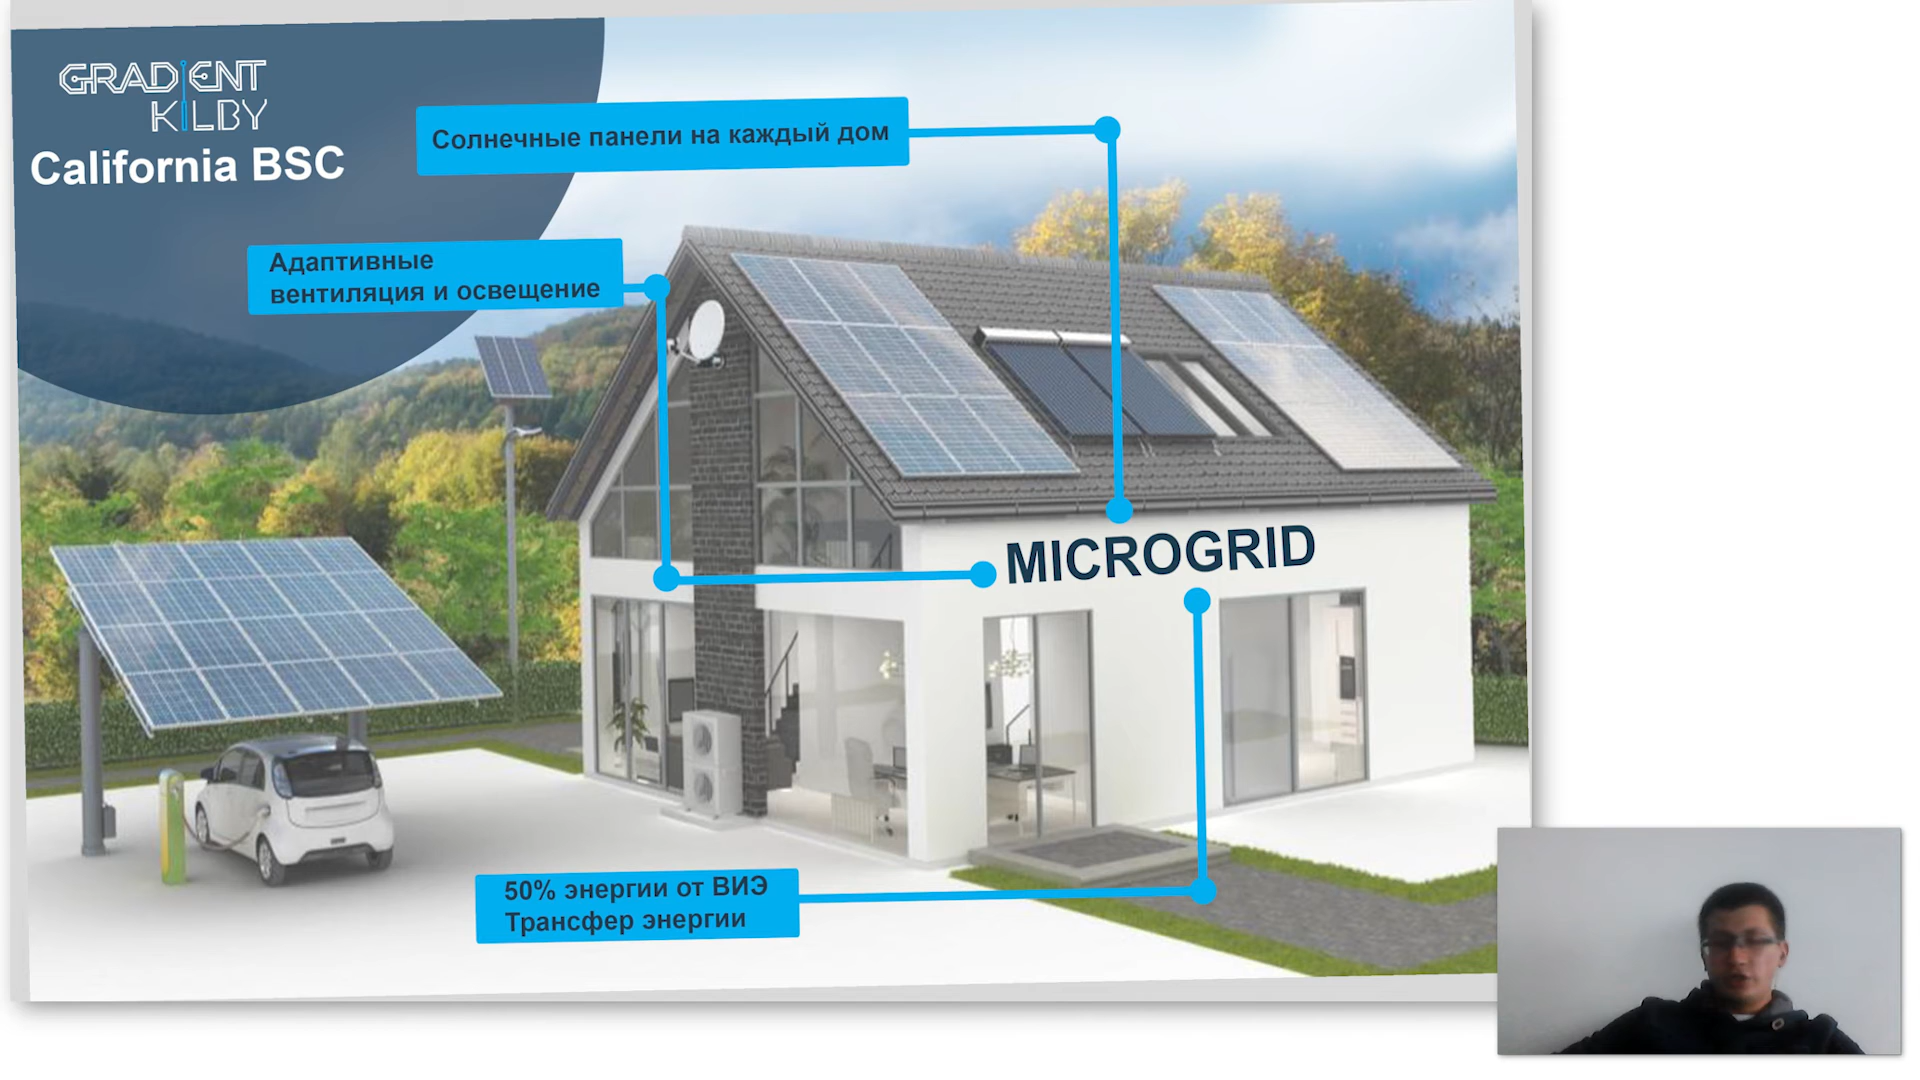 GRADIENT
KILBY
California BSC
Солнечные панели на каждый дом
Адаптивные
вентиляция и освещение
MICROGRID
50% энергии от ВИЭ
Трансфер энергии